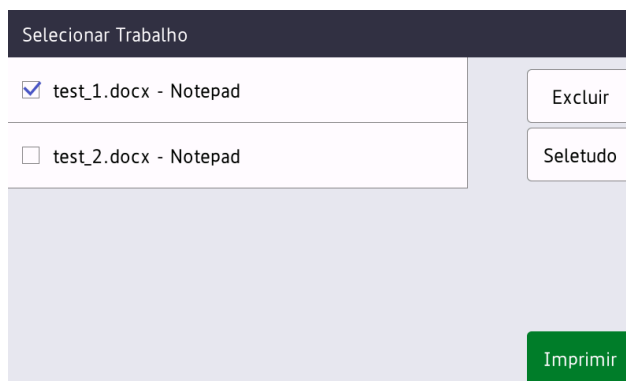 Selecionar Trabalho
test_1.docx - Notepad
Excluir
test_2.docx - Notepad
Seletudo
Imprimir